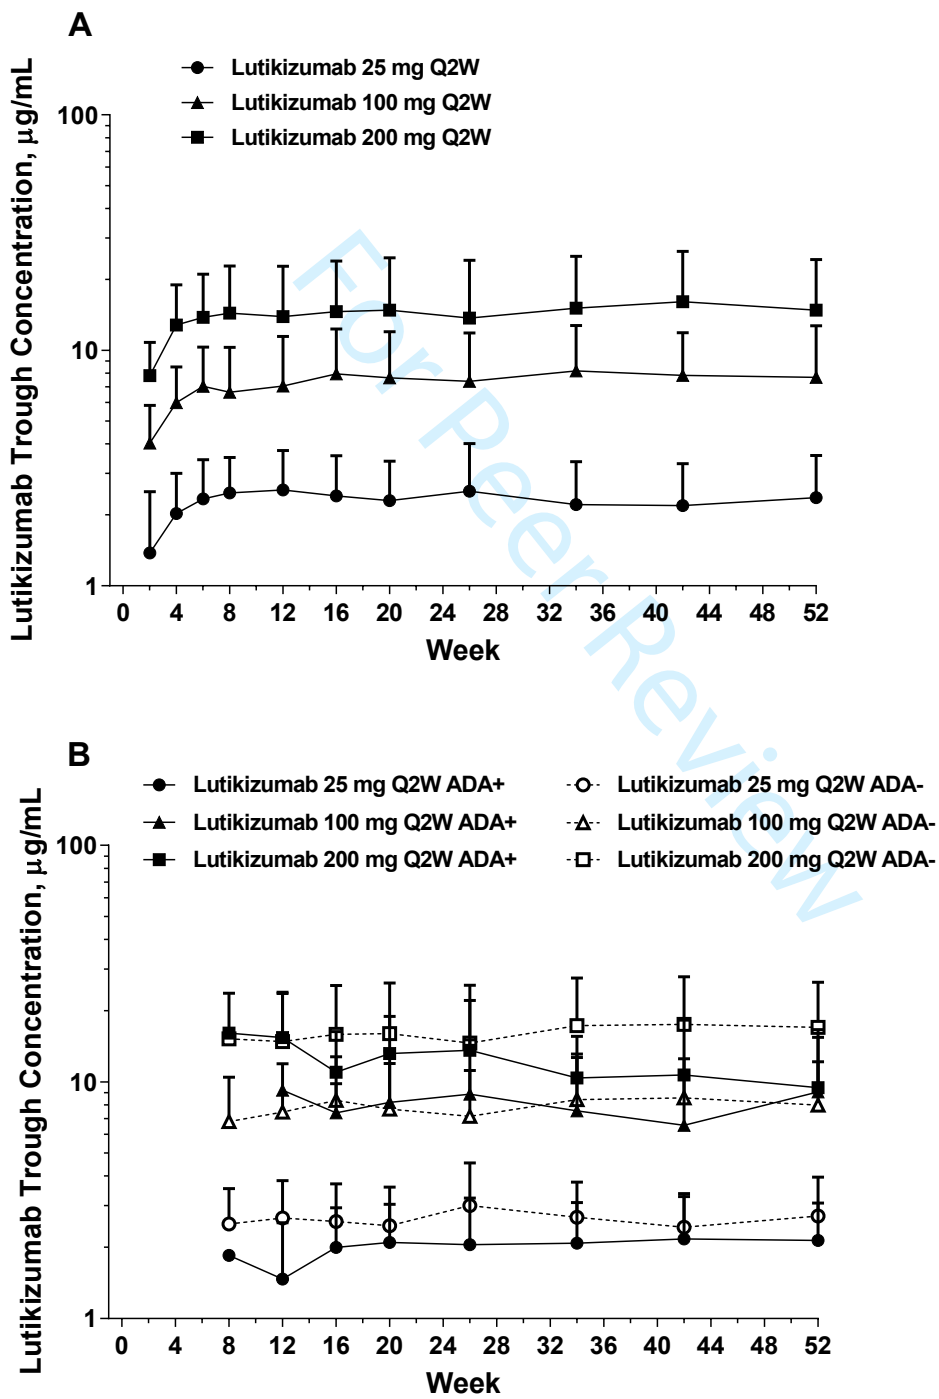 A
Lutikizumab 25 mg Q2W
Lutikizumab 100 mg Q2W
Lutikizumab 200 mg Q2W
Lutikizumab Trough Concentration, μg/mL
100
10
1
0 4 8 12 16 20 24 28 32 36 40 44 48 52
Week
For Peer Review
B
Lutikizumab 25 mg Q2W ADA+ Lutikizumab 25 mg Q2W ADA-
Lutikizumab 100 mg Q2W ADA+ Lutikizumab 100 mg Q2W ADA-
Lutikizumab 200 mg Q2W ADA+ Lutikizumab 200 mg Q2W ADA-
Lutikizumab Trough Concentration, μg/mL
100
10
1
0 4 8 12 16 20 24 28 32 36 40 44 48 52
Week